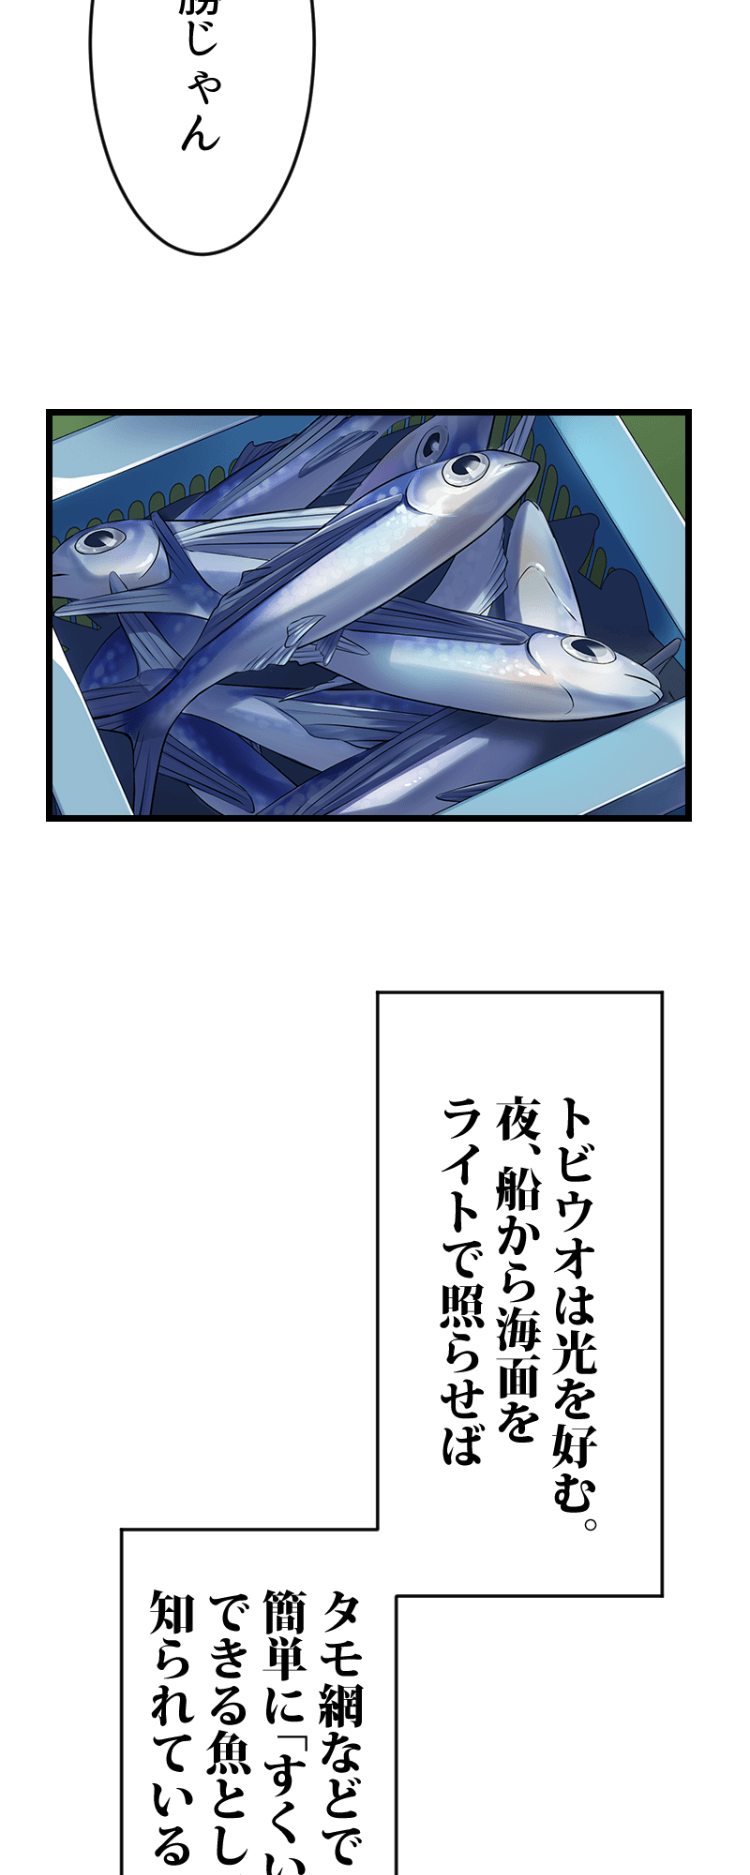 勝じゃん
トビウオは光を好む。
夜、船から海面を
ライトで照らせば
タモ網などで
簡単に「すくい
できる魚とし
知られている